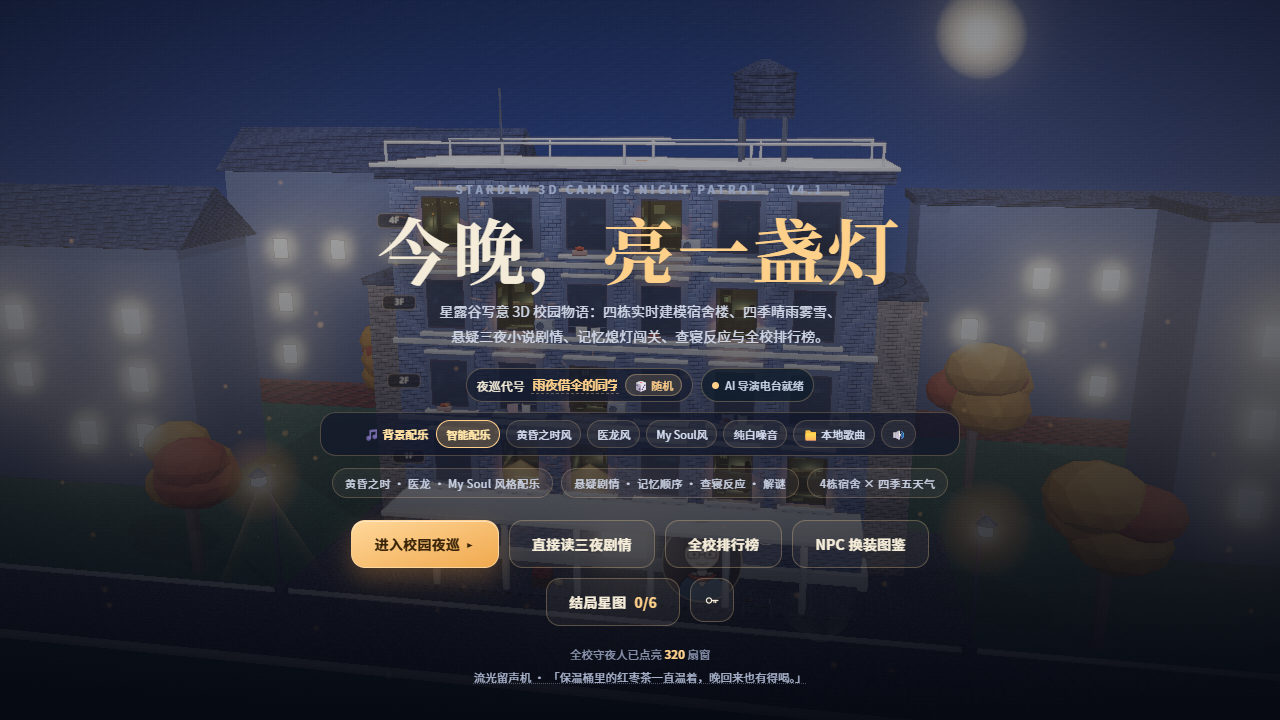 STARDEW 3D CAMPUS NIGHT PATROL · V4.1
4F
今晚，亮一盏灯
3F
星露谷写意 3D 校园物语：四栋实时建模宿舍楼、四季晴雨雾雪、
悬疑三夜小说剧情、记忆熄灯闯关、查寝反应与全校排行榜。
2F
夜巡代号 雨夜借伞的同学 🎲 随机 AI 导演电台就绪
🎵 背景配乐 智能配乐 黄昏之时风 医龙风 My Soul风 纯白噪音 📁 本地歌曲 🔊
1F
黄昏之时 · 医龙 · My Soul 风格配乐 悬疑剧情 · 记忆顺序 · 查寝反应 · 解谜 4栋宿舍 × 四季五天气
进入校园夜巡 ▸ 直接读三夜剧情 全校排行榜 NPC 换装图鉴
结局星图 0/6
全校守夜人已点亮 320 扇窗
流光留声机 · 「保温桶里的红枣茶一直温着，晚回来也有得喝。」